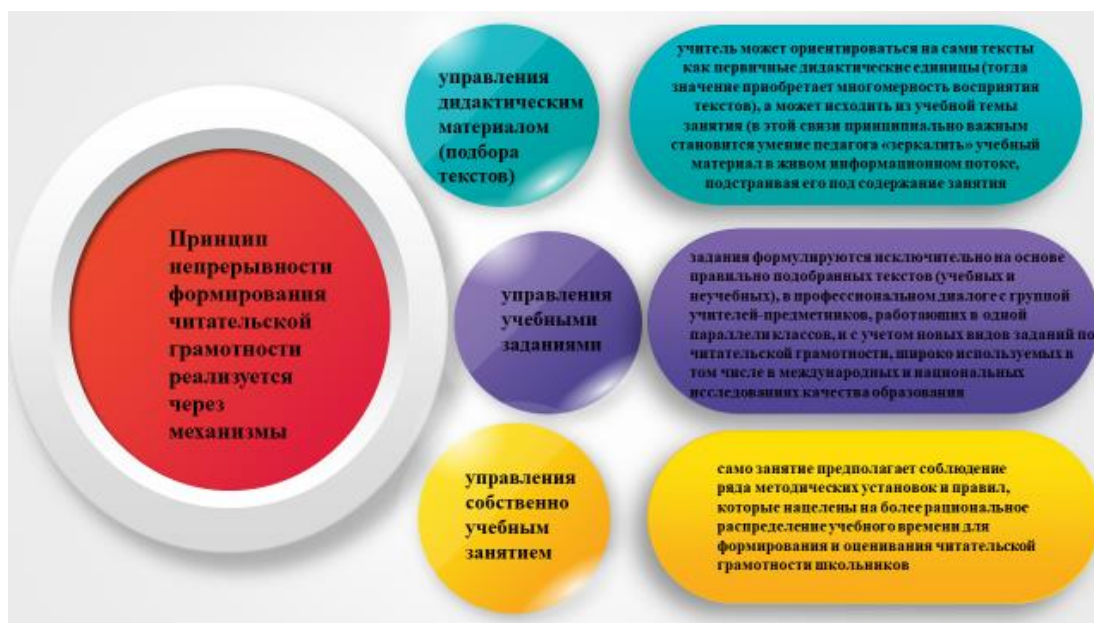 Принцип
непрерывности
формирования
читательской
грамотности
реализуется
через
механизмы
управления
дидактическим
материалом
(подбора
текстов)
учитель может ориентироваться на сами тексты
как первичные дидактические единицы (тогда
значение приобретает многомерность восприятия
текстов), а может исходить из учебной темы
занятия (в этой связи принципиально важным
становится умение педагога «зеркалить» учебный
материал в живом информационном потоке,
подстраивая его под содержание занятия
управления
учебными
заданиями
задания формулируются исключительно на основе
правильно подобранных текстов (учебных и
неучебных), в профессиональном диалоге с группой
учителей-предметников, работающих в одной
параллели классов, и с учетом новых видов заданий по
читательской грамотности, широко используемых в
том числе в международных и национальных
исследованиях качества образования
управления
собственно
учебным
занятием
само занятие предполагает соблюдение
ряда методических установок и правил,
которые нацелены на более рациональное
распределение учебного времени для
формирования и оценивания читательской
грамотности школьников